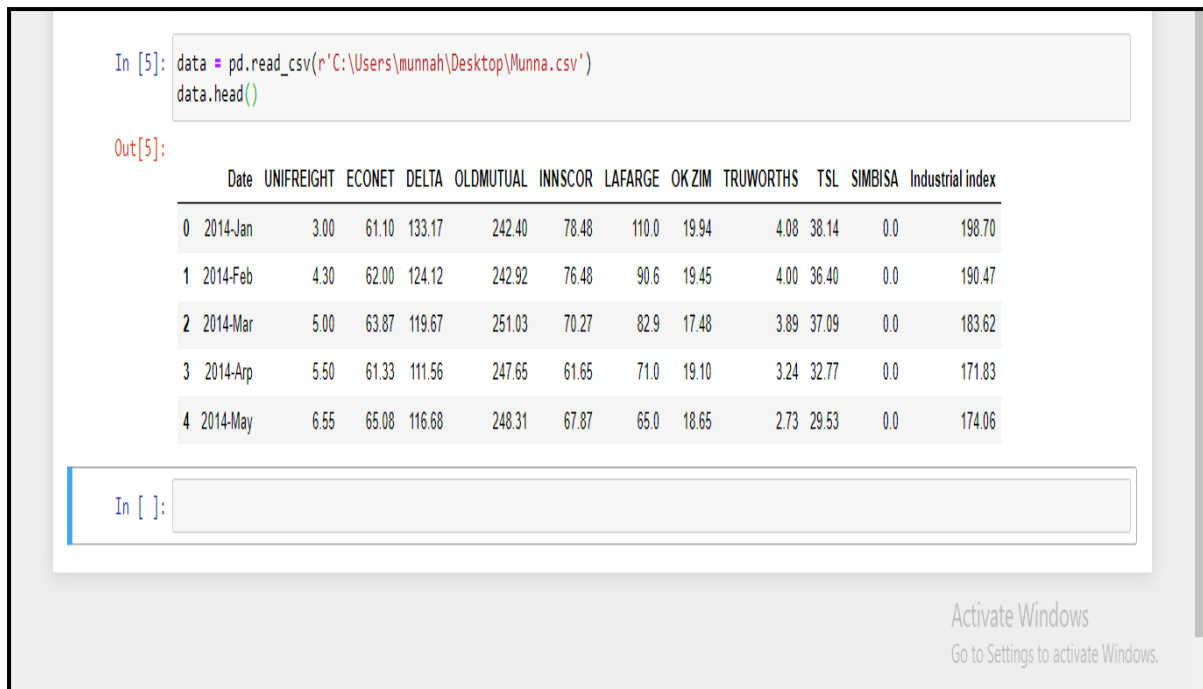 In [5]: data = pd.read_csv(r'C:\Users\munnah\Desktop\Munna.csv')
data.head()
Out[5]:
Date UNIFREIGHT ECONET DELTA OLDMUTUAL INNSCOR LAFARGE OK ZIM TRUWORTHS TSL SIMBISA Industrial index
0 2014-Jan 3.00 61.10 133.17 242.40 78.48 110.0 19.94 4.08 38.14 0.0 198.70
1 2014-Feb 4.30 62.00 124.12 242.92 76.48 90.6 19.45 4.00 36.40 0.0 190.47
2 2014-Mar 5.00 63.87 119.67 251.03 70.27 82.9 17.48 3.89 37.09 0.0 183.62
3 2014-Arp 5.50 61.33 111.56 247.65 61.65 71.0 19.10 3.24 32.77 0.0 171.83
4 2014-May 6.55 65.08 116.68 248.31 67.87 65.0 18.65 2.73 29.53 0.0 174.06
In [ ]:
Activate Windows
Go to Settings to activate Windows.